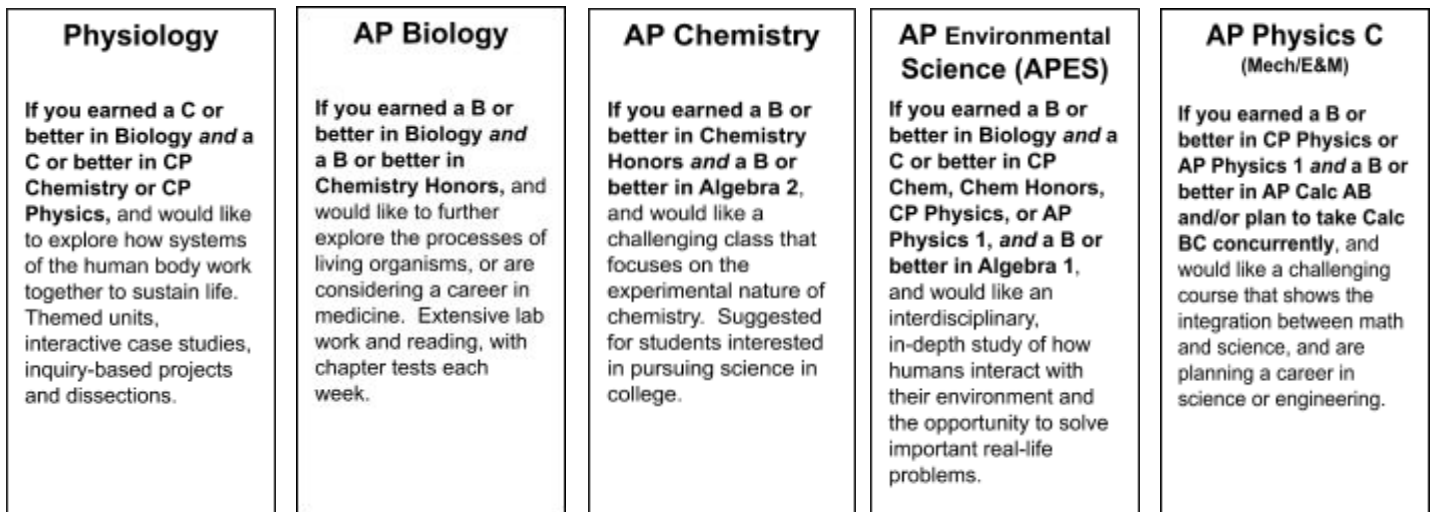 Physiology
If you earned a C or
better in Biology and a
C or better in CP
Chemistry or CP
Physics, and would like
to explore how systems
of the human body work
together to sustain life.
Themed units,
interactive case studies,
inquiry-based projects
and dissections.
AP Biology
If you earned a B or
better in Biology and
a B or better in
Chemistry Honors, and
would like to further
explore the processes of
living organisms, or are
considering a career in
medicine.  Extensive lab
work and reading, with
chapter tests each
week.
AP Chemistry
If you earned a B or
better in Chemistry
Honors and a B or
better in Algebra 2,
and would like a
challenging class that
focuses on the
experimental nature of
chemistry.  Suggested
for students interested
in pursuing science in
college.
AP Environmental
Science (APES)
If you earned a B or
better in Biology and a
C or better in CP
Chem, Chem Honors,
CP Physics, or AP
Physics 1, and a B or
better in Algebra 1,
and would like an
interdisciplinary,
in-depth study of how
humans interact with
their environment and
the opportunity to solve
important real-life
problems.
AP Physics C
(Mech/E&M)
If you earned a B or
better in CP Physics or
AP Physics 1 and a B or
better in AP Calc AB
and/or plan to take Calc
BC concurrently, and
would like a challenging
course that shows the
integration between math
and science, and are
planning a career in
science or engineering.